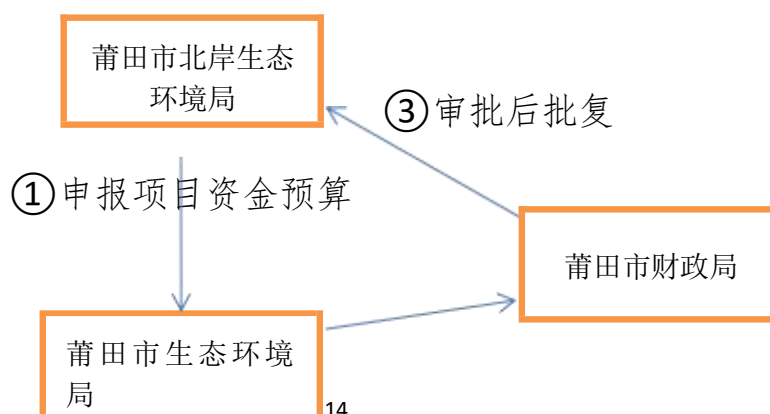 莆田市北岸生态
环境局
③审批后批复
①申报项目资金预算
莆田市财政局
莆田市生态环境
局
14